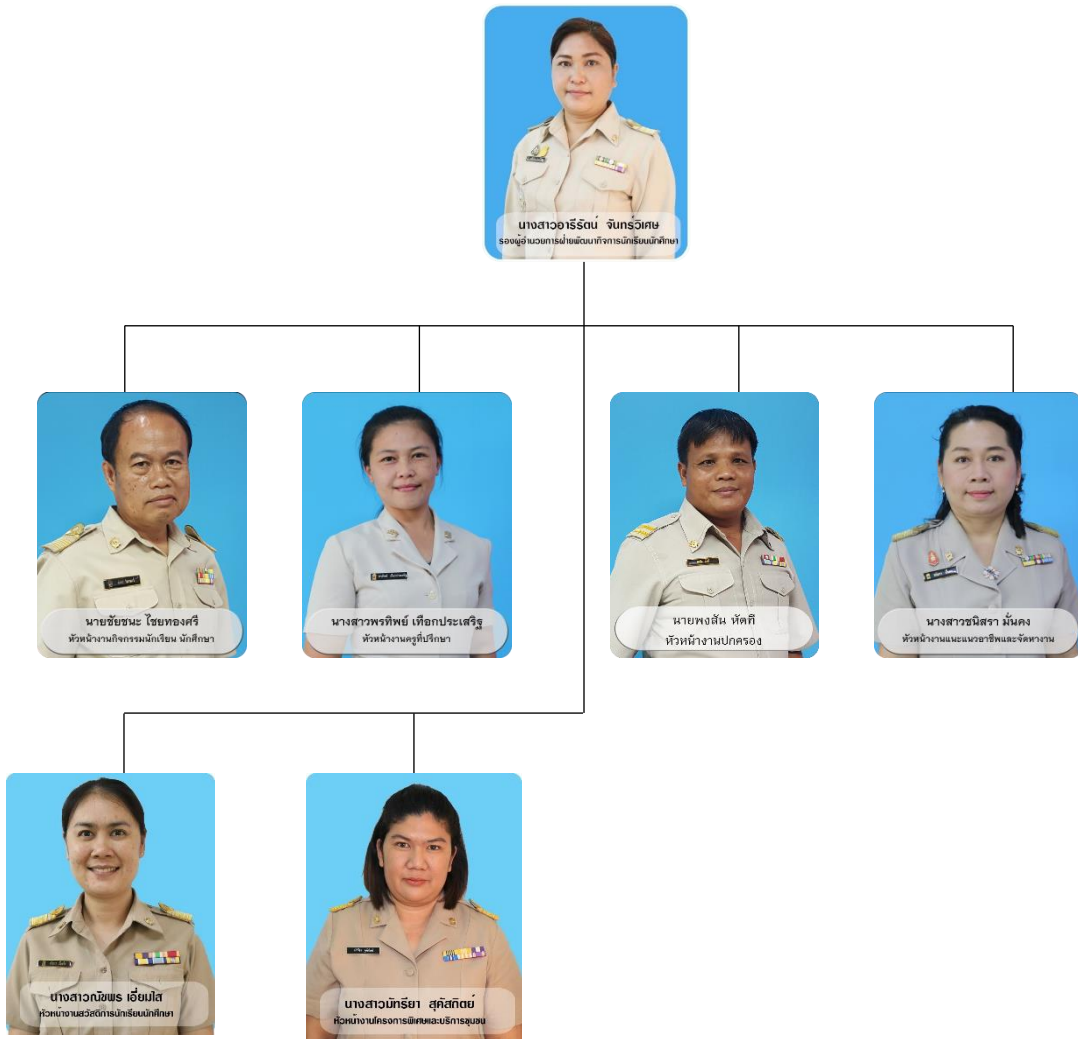 นางสาวอารีรัตน์ จันทร์วิเศษ
รองผู้อำนวยการฝ่ายพัฒนากิจการนักเรียนนักศึกษา
นายชัยชนะ ไชยทองศรี
หัวหน้างานกิจกรรมนักเรียน นักศึกษา
นางสาวพรทิพย์ เทือกประเสริฐ
หัวหน้างานครูที่ปรึกษา
นายพงสัน หัดที
หัวหน้างานปกครอง
นางสาวชนิสรา มั่นคง
หัวหน้างานแนะแนวอาชีพและจัดหางาน
นางสาวณัชพร เอี่ยมใส
หัวหน้างานสวัสดิการนักเรียนนักศึกษา
นางสาวมัทรียา สุคัสถิตย์
หัวหน้างานโครงการพิเศษและบริการชุมชน